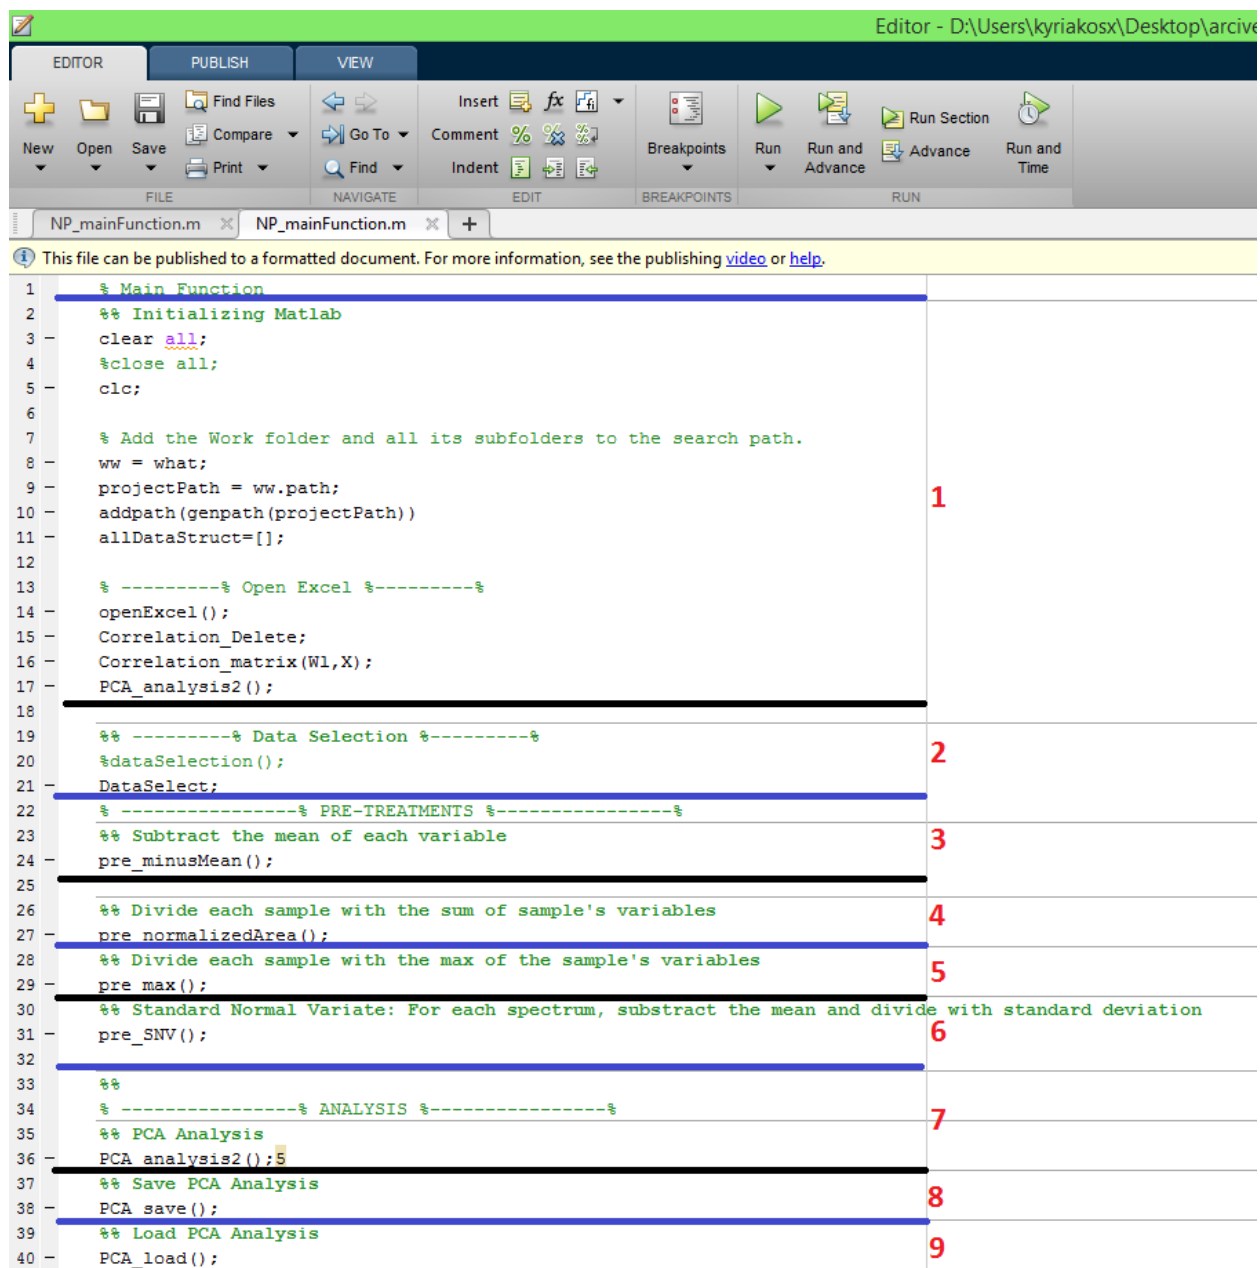 Editor - D:\Users\kyriakosx\Desktop\arcive
EDITOR PUBLISH VIEW
New Open Save Find Files Compare Print
Go To Find
Insert fx fi
Comment % % %
Indent
Breakpoints
Run Run and Advance Run Section Advance Run and Time
FILE NAVIGATE EDIT BREAKPOINTS RUN
NP_mainFunction.m NP_mainFunction.m +
This file can be published to a formatted document. For more information, see the publishing video or help.
1 % Main Function
2 %% Initializing Matlab
3 – clear all;
4 %close all;
5 – clc;
6
7 % Add the Work folder and all its subfolders to the search path.
8 – ww = what;
9 – projectPath = ww.path; 1
10 – addpath(genpath(projectPath))
11 – allDataStruct=[];
12
13 % ---------% Open Excel %---------%
14 – openExcel();
15 – Correlation_Delete;
16 – Correlation_matrix(Wl,X);
17 – PCA_analysis2();
18
19 %% ---------% Data Selection %---------% 2
20 %dataSelection();
21 – DataSelect;
22 % ----------------% PRE-TREATMENTS %----------------%
23 %% Subtract the mean of each variable 3
24 – pre_minusMean();
25
26 %% Divide each sample with the sum of sample's variables 4
27 – pre_normalizedArea();
28 %% Divide each sample with the max of the sample's variables 5
29 – pre_max();
30 %% Standard Normal Variate: For each spectrum, substract the mean and divide with standard deviation
31 – pre_SNV(); 6
32
33 %%
34 % ----------------% ANALYSIS %----------------% 7
35 %% PCA Analysis
36 – PCA_analysis2();5
37 %% Save PCA Analysis 8
38 – PCA_save();
39 %% Load PCA Analysis 9
40 – PCA_load();